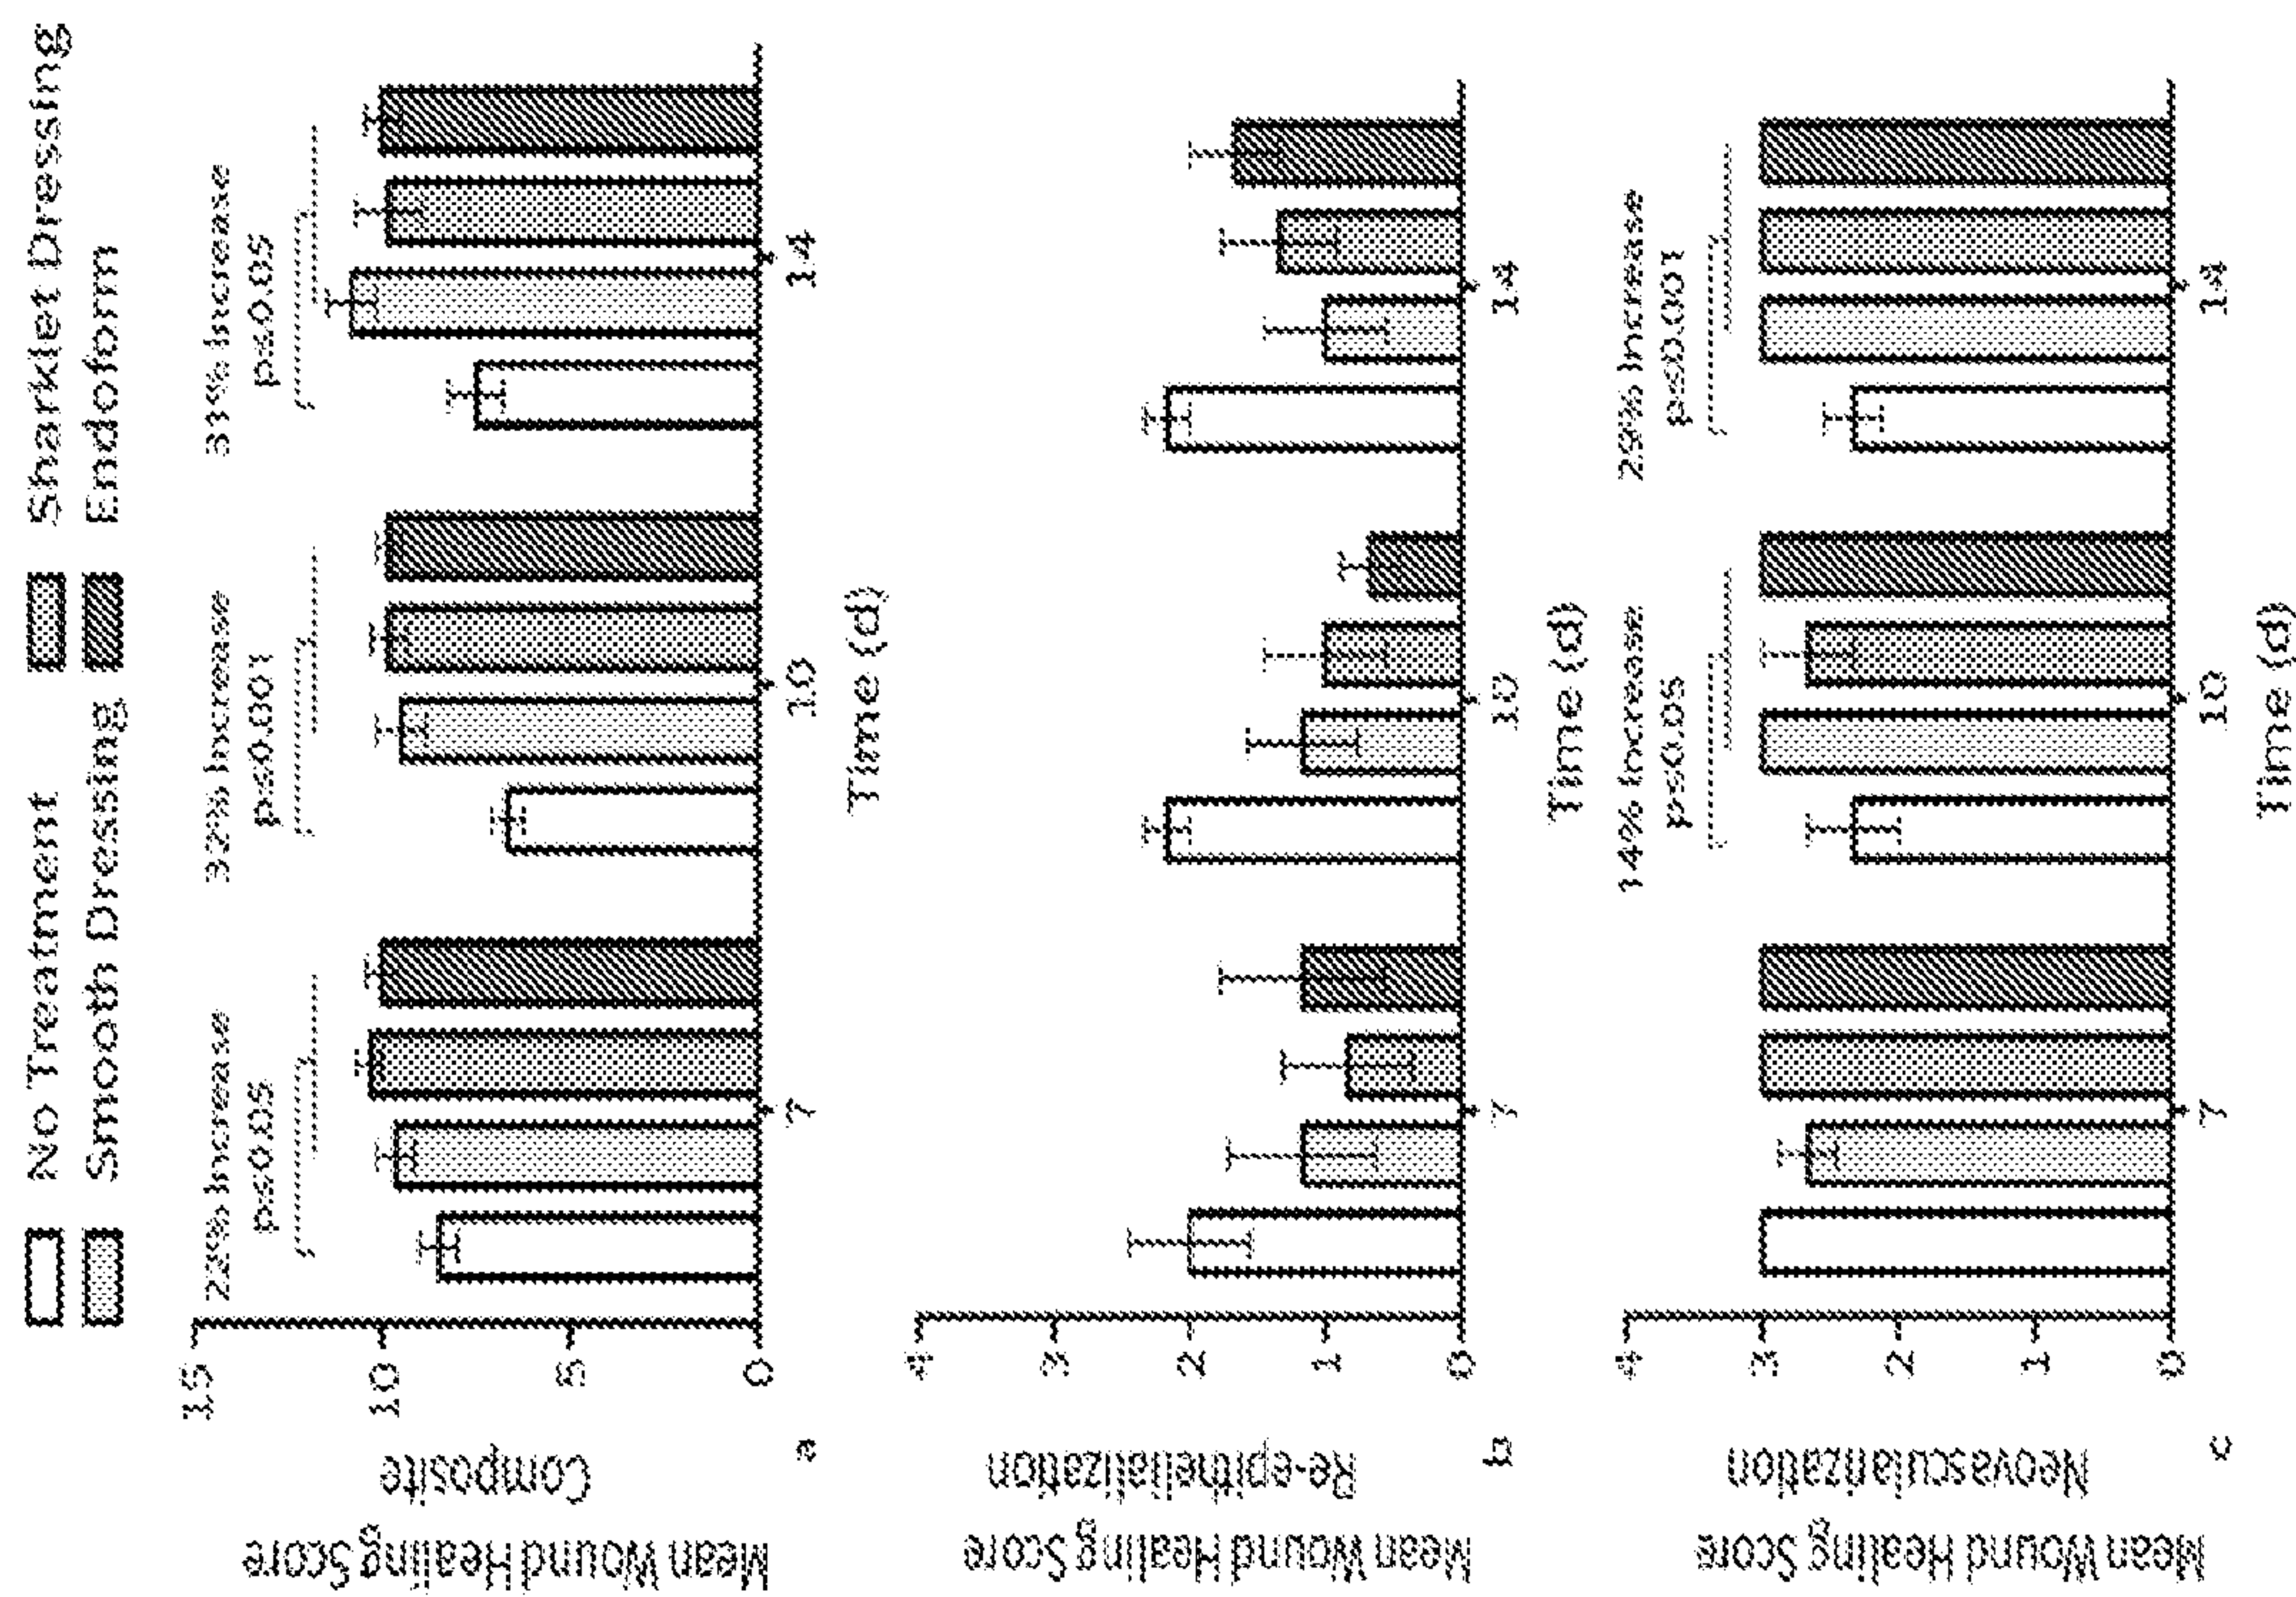 No Treatment
Sharklet Dressing
Smooth Dressing
Endoform
Mean Wound Healing Score
Composite
15
10
5
0
22% Increase
p≤0.05
32% Increase
p≤0.001
Increase
p≤0.05
7
10
14
Time (d)
a
Mean Wound Healing Score
Re-epithelialization
4
3
2
1
0
7
10
14
Time (d)
b
Mean Wound Healing Score
Neovascularization
4
3
2
1
0
14% Increase
p≤0.05
29% Increase
p≤0.001
7
10
14
Time (d)
c